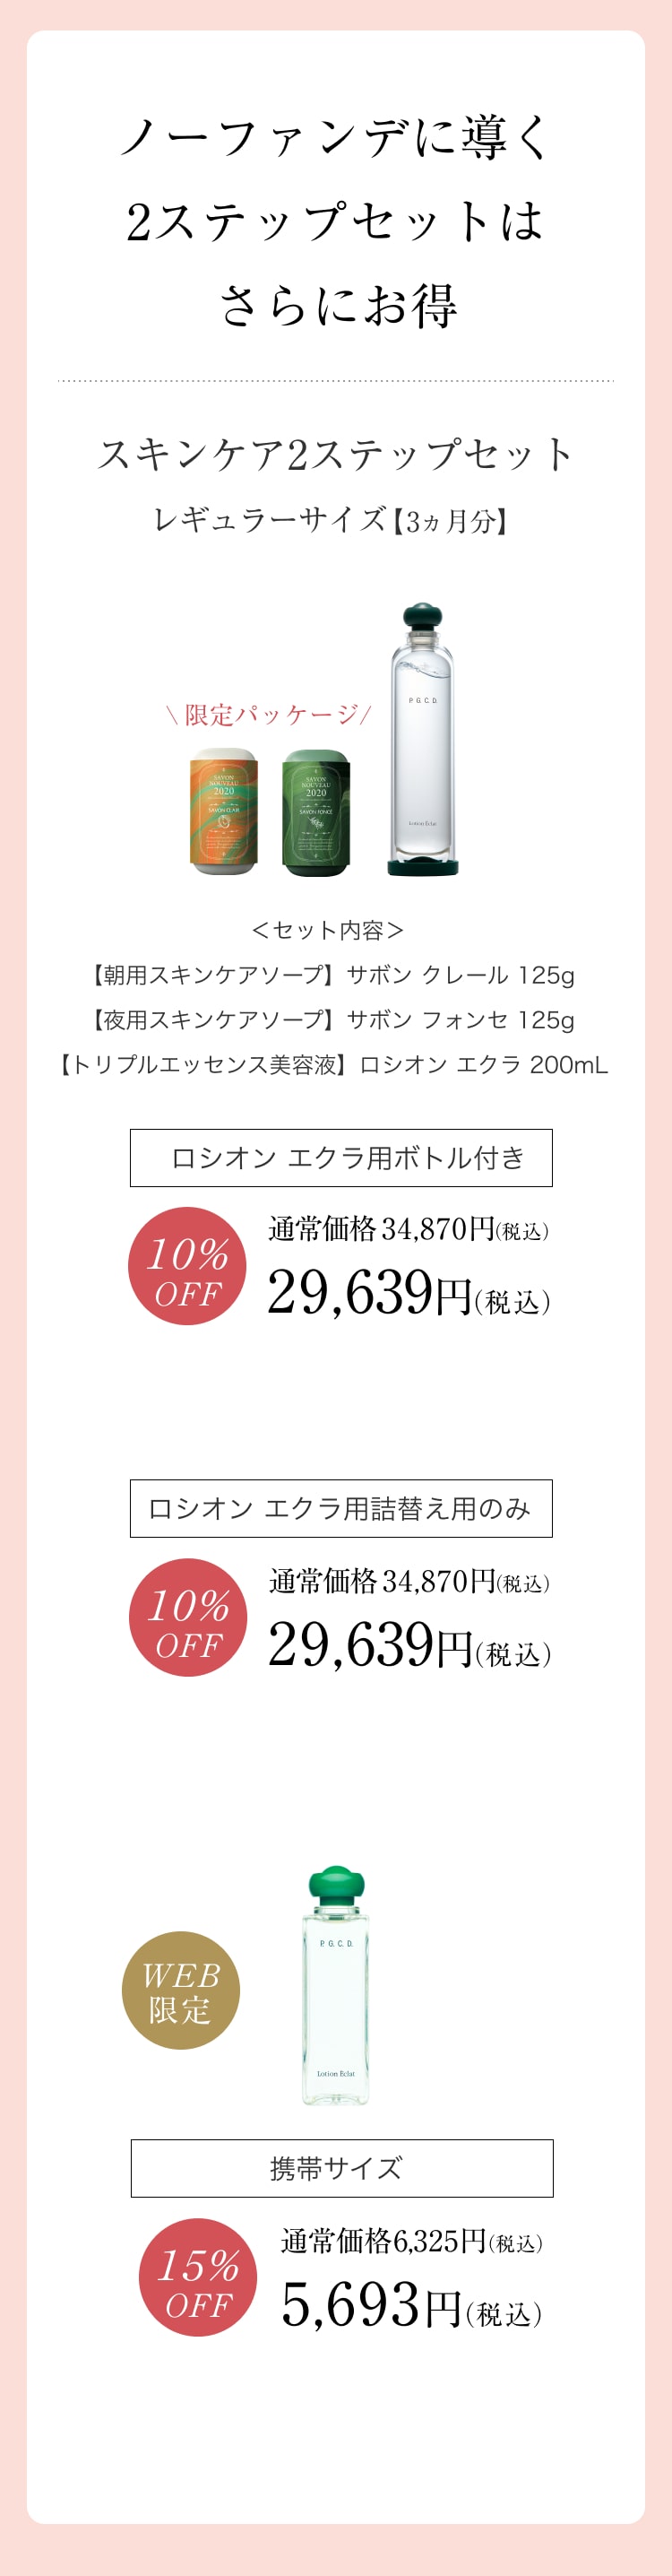 ノーファンデに導く
2ステップセットは
さらにお得
スキンケア2ステップセット
レギュラーサイズ【3ヵ月分】
\ 限定パッケージ /
P.G.C.D.
SAVON
NOUVEAU
2020
SAVON CLAIR
SAVON
NOUVEAU
2020
SAVON FONCÉ
Lotion Éclat
＜セット内容＞
【朝用スキンケアソープ】サボン クレール 125g
【夜用スキンケアソープ】サボン フォンセ 125g
【トリプルエッセンス美容液】ロシオン エクラ 200mL
ロシオン エクラ用ボトル付き
10%
OFF
通常価格 34,870円(税込)
29,639円(税込)
ロシオン エクラ用詰替え用のみ
10%
OFF
通常価格 34,870円(税込)
29,639円(税込)
WEB
限定
P. G. C. D.
Lotion Éclat
携帯サイズ
15%
OFF
通常価格6,325円(税込)
5,693円(税込)